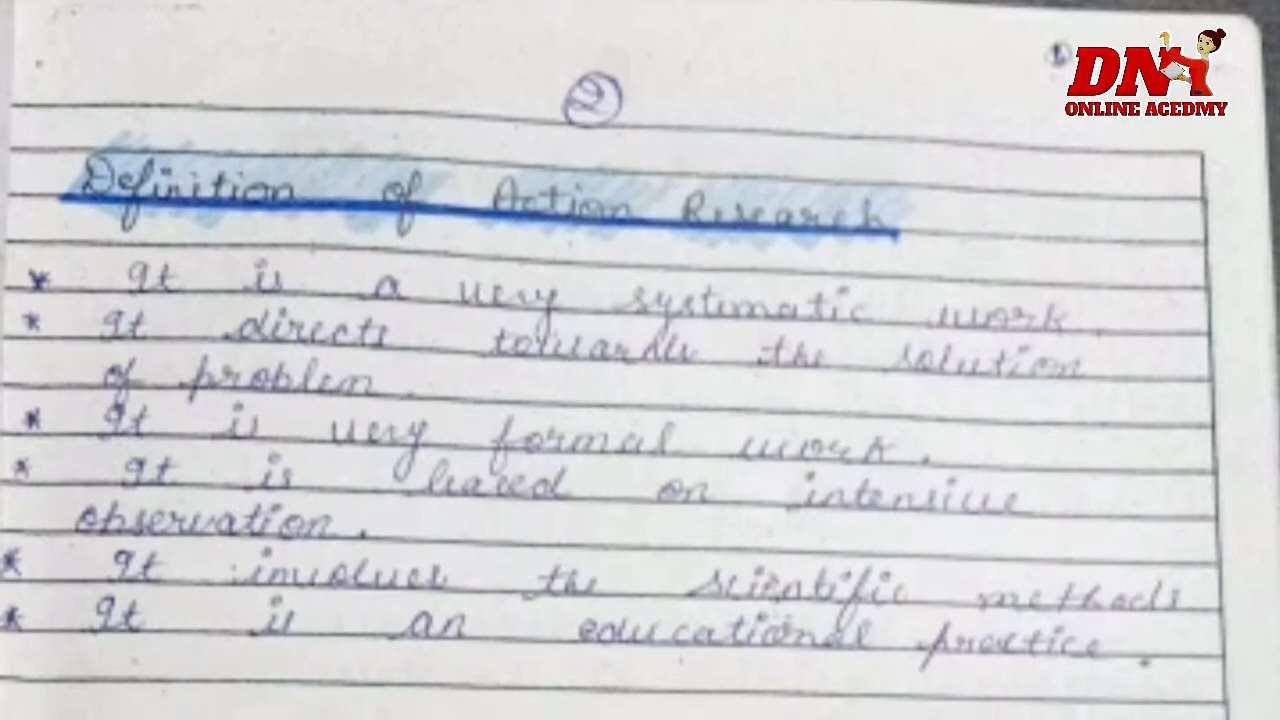 2
DN
ONLINE ACEDMY
Definition of Action Research
* It is a very systematic work
* It directs towards the solution
of problem.
* It is very formal work.
* It is based on intensive
observation.
* It involves the scientific methods
* It is an educational practice.